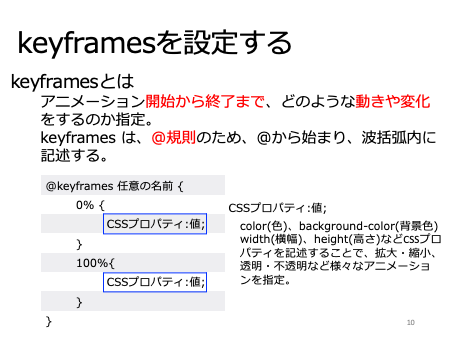 keyframesを設定する
keyframesとは
アニメーション開始から終了まで、どのような動きや変化
をするのか指定。
keyframes は、@規則のため、@から始まり、波括弧内に
記述する。
@keyframes 任意の名前 {
0% {
CSSプロパティ:値;
}
100%{
CSSプロパティ:値;
}
}
CSSプロパティ:値;
color(色)、background-color(背景色)
width(横幅)、height(高さ)などcssプロ
パティを記述することで、拡大・縮小、
透明・不透明など様々なアニメーショ
ンを指定。
10